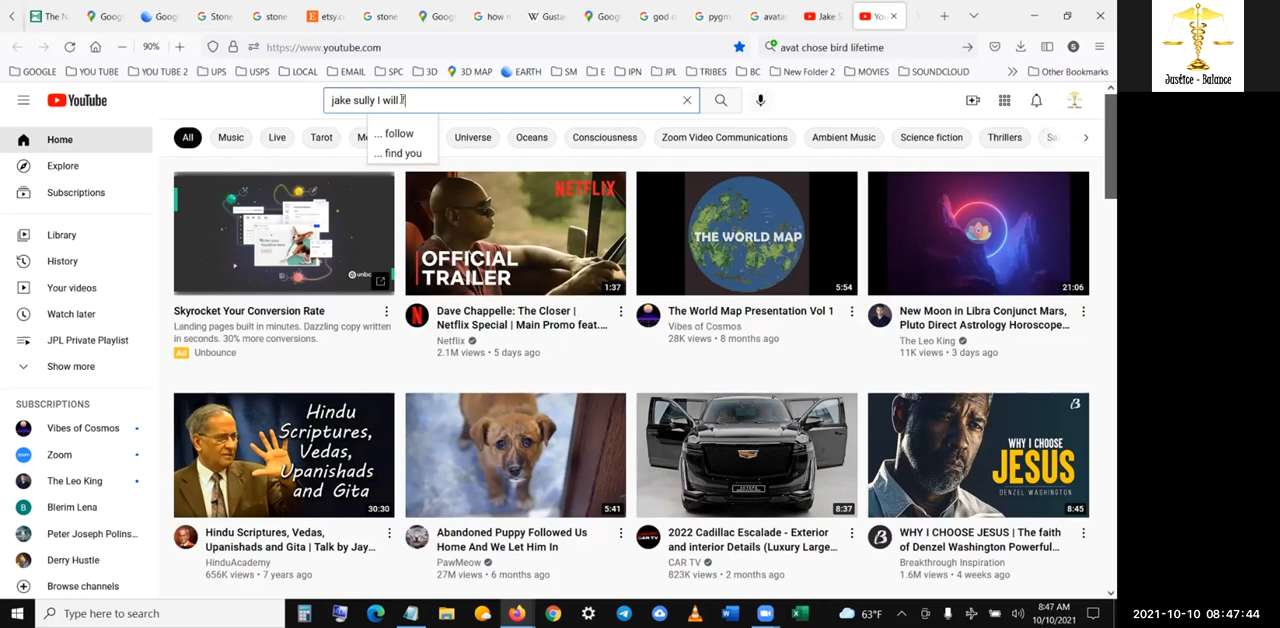 The N
Googl
Googl
Stone
stone
etsy.co
stone
Googl
how m
Gusta
Googl
god c
pygm
avatar
Jake S
You
90%
https://www.youtube.com
avat chose bird lifetime
GOOGLE
YOU TUBE
YOU TUBE 2
UPS
USPS
LOCAL
EMAIL
SPC
3D
3D MAP
EARTH
SM
E
IPN
JPL
TRIBES
BC
New Folder 2
MOVIES
SOUNDCLOUD
Other Bookmarks
YouTube
jake sully I will
... follow
... find you
Home
Explore
Subscriptions
Library
History
Your videos
Watch later
JPL Private Playlist
Show more
SUBSCRIPTIONS
Vibes of Cosmos
Zoom
The Leo King
Blerim Lena
Peter Joseph Polins...
Derry Hustle
Browse channels
All
Music
Live
Tarot
Universe
Oceans
Consciousness
Zoom Video Communications
Ambient Music
Science fiction
Thrillers
Skyrocket Your Conversion Rate
Landing pages built in minutes. Dazzling copy written
in seconds. 30% more conversions.
Ad Unbounce
NETFLIX
OFFICIAL
TRAILER
1:37
Dave Chappelle: The Closer |
Netflix Special | Main Promo feat....
Netflix
2.1M views • 5 days ago
THE WORLD MAP
5:54
The World Map Presentation Vol 1
Vibes of Cosmos
28K views • 8 months ago
21:06
New Moon in Libra Conjunct Mars,
Pluto Direct Astrology Horoscope...
The Leo King
11K views • 3 days ago
Hindu
Scriptures,
Vedas,
Upanishads
and Gita
30:30
Hindu Scriptures, Vedas,
Upanishads and Gita | Talk by Jay...
HinduAcademy
656K views • 7 years ago
5:41
Abandoned Puppy Followed Us
Home And We Let Him In
PawMeow
27M views • 6 months ago
8:37
2022 Cadillac Escalade - Exterior
and interior Details (Luxury Large...
CAR TV
823K views • 2 months ago
WHY I CHOOSE
JESUS
DENZEL WASHINGTON
8:45
WHY I CHOOSE JESUS | The faith
of Denzel Washington Powerful...
Breakthrough Inspiration
1.6M views • 4 weeks ago
Type here to search
63°F
8:47 AM
10/10/2021
Justice - Balance
2021-10-10 08:47:44